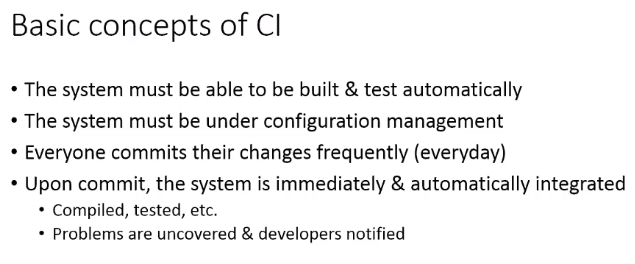 Basic concepts of CI
• The system must be able to be built & test automatically
• The system must be under configuration management
• Everyone commits their changes frequently (everyday)
• Upon commit, the system is immediately & automatically integrated
• Compiled, tested, etc.
• Problems are uncovered & developers notified